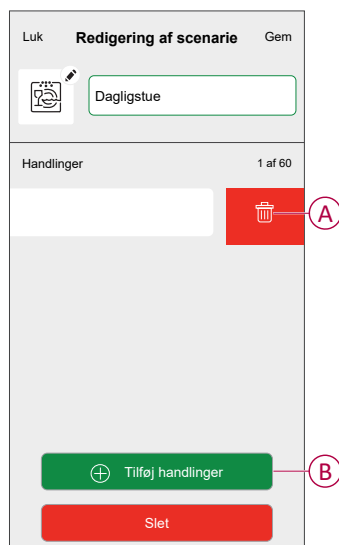 Luk Redigering af scenarie Gem
Dagligstue
Handlinger 1 af 60
A
Tilføj handlinger B
Slet